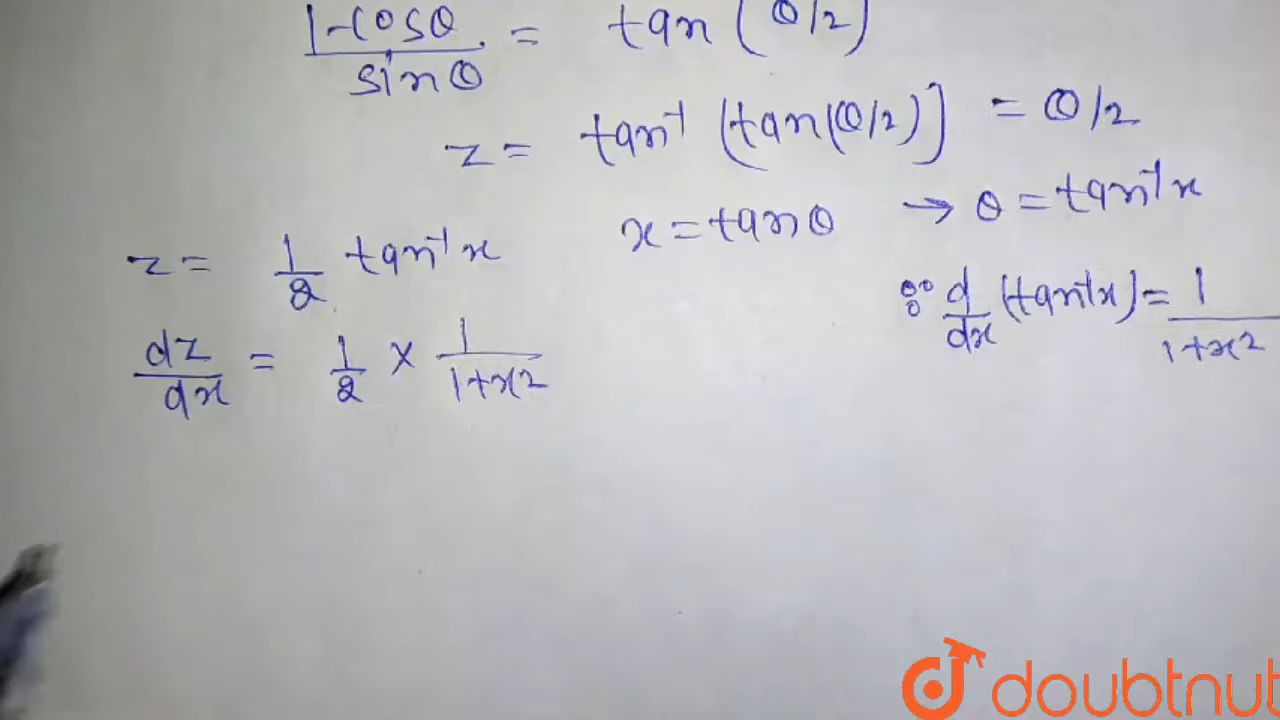 1-cosθ/sinθ = tan(θ/2)
z = tan⁻¹(tan(θ/2)] = θ/2
x = tanθ → θ = tan⁻¹x
z = 1/2 tan⁻¹x
∵ d/dx (tan⁻¹x) = 1/1+x²
dz/dx = 1/2 × 1/1+x²
doubtnut